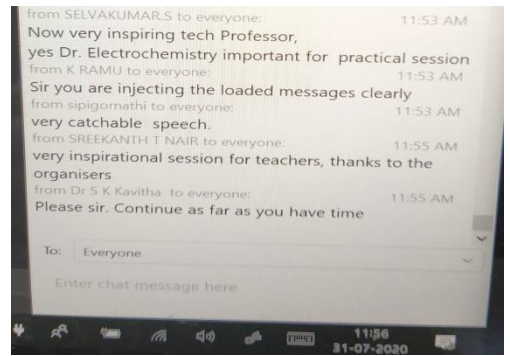 from SELVAKUMAR.S to everyone: 11:53 AM
Now very inspiring tech Professor,
yes Dr. Electrochemistry important for practical session
from K RAMU to everyone: 11:53 AM
Sir you are injecting the loaded messages clearly
from sipigomathi to everyone: 11:53 AM
very catchable speech.
from SREEKANTH T NAIR to everyone: 11:55 AM
very inspirational session for teachers, thanks to the
organisers
from Dr S K Kavitha to everyone: 11:55 AM
Please sir. Continue as far as you have time
To: Everyone
Enter chat message here
11:56
31-07-2020